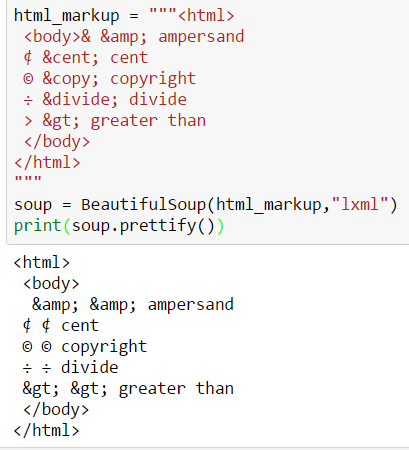 html_markup = """<html>
<body>& &amp; ampersand
¢ &cent; cent
© &copy; copyright
÷ &divide; divide
> &gt; greater than
</body>
</html>
"""
soup = BeautifulSoup(html_markup,"lxml")
print(soup.prettify())
<html>
<body>
&amp; &amp; ampersand
¢ ¢ cent
© © copyright
÷ ÷ divide
&gt; &gt; greater than
</body>
</html>